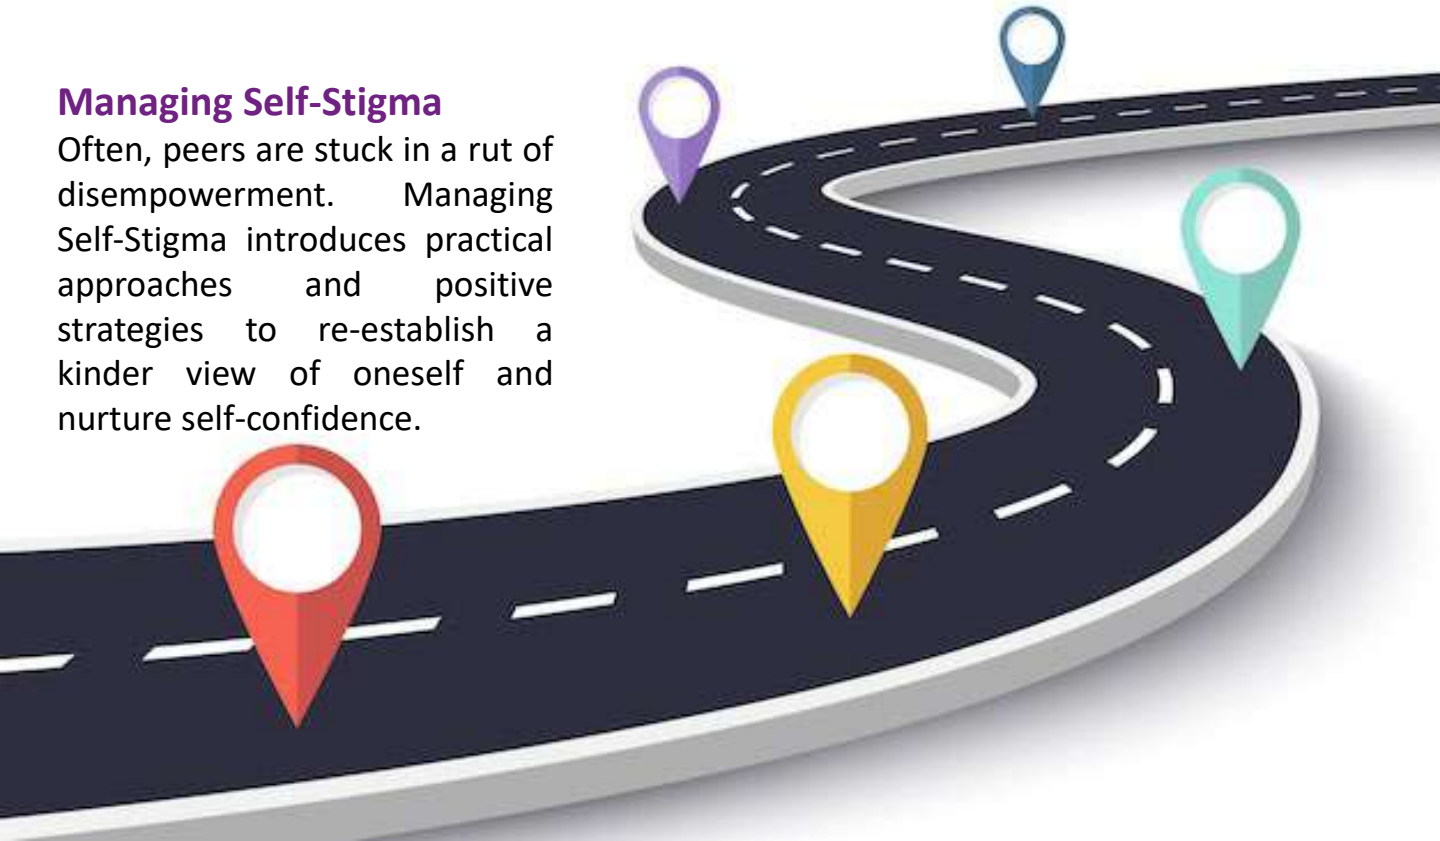 Managing Self-Stigma
Often, peers are stuck in a rut of
disempowerment. Managing
Self-Stigma introduces practical
approaches and positive
strategies to re-establish a
kinder view of oneself and
nurture self-confidence.